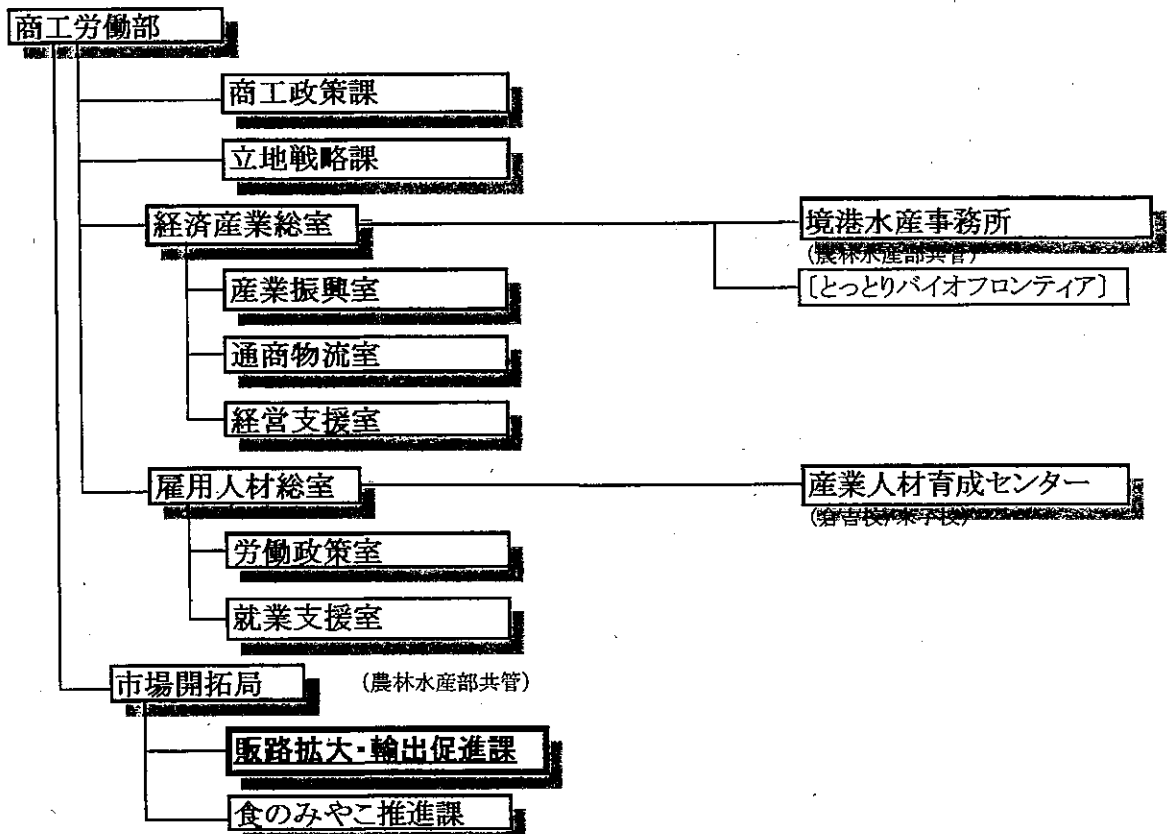 商工労働部
商工政策課
立地戦略課
経済産業総室
境港水産事務所
(農林水産部共管)
産業振興室
〔とっとりバイオフロンティア〕
通商物流室
経営支援室
雇用人材総室
産業人材育成センター
(倉吉校・米子校)
労働政策室
就業支援室
市場開拓局
(農林水産部共管)
販路拡大・輸出促進課
食のみやこ推進課